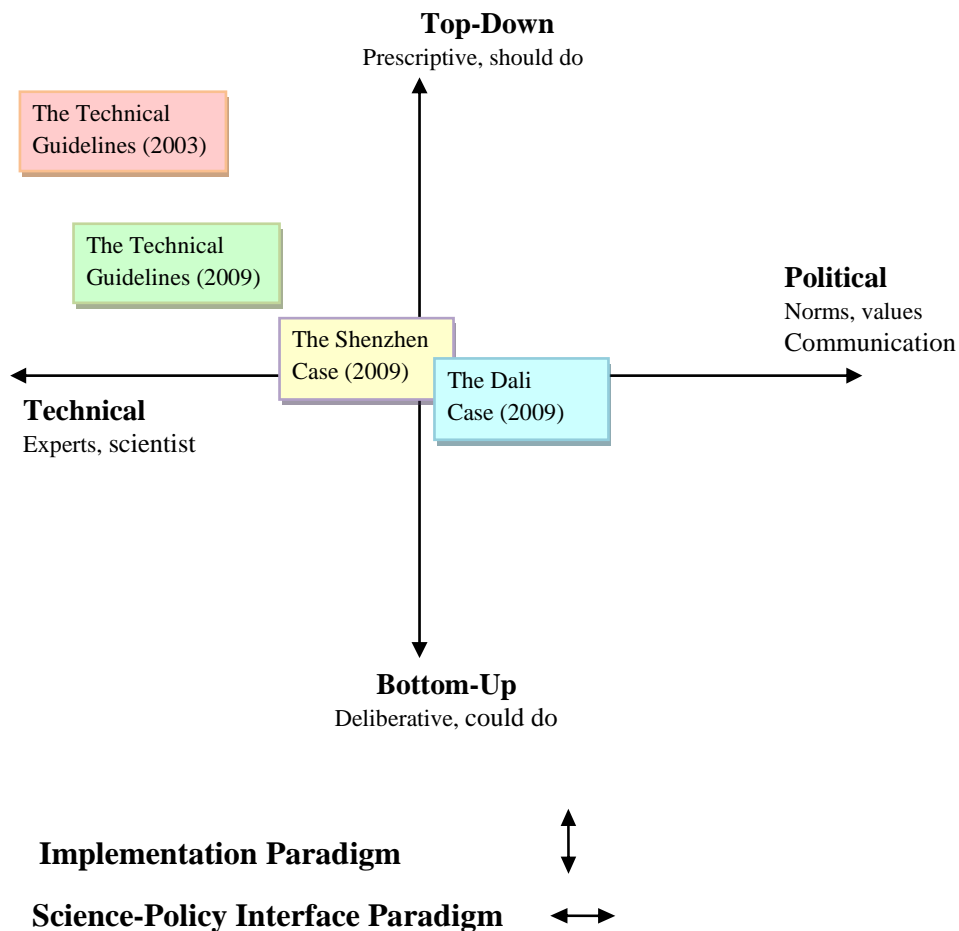 Top-Down
Prescriptive, should do
The Technical
Guidelines (2003)
The Technical
Guidelines (2009)
Political
Norms, values
Communication
The Shenzhen
Case (2009)
The Dali
Case (2009)
Technical
Experts, scientist
Bottom-Up
Deliberative, could do
Implementation Paradigm
Science-Policy Interface Paradigm